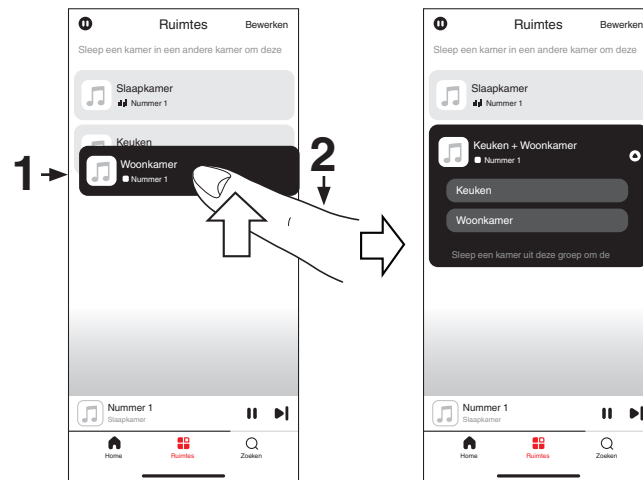 Ruimtes Bewerken
Sleep een kamer in een andere kamer om deze
Slaapkamer
Nummer 1
Keuken
Woonkamer
Nummer 1
1
2
Nummer 1
Slaapkamer
Home Ruimtes Zoeken
Ruimtes Bewerken
Sleep een kamer in een andere kamer om deze
Slaapkamer
Nummer 1
Keuken + Woonkamer
Nummer 1
Keuken
Woonkamer
Sleep een kamer uit deze groep om de
Nummer 1
Slaapkamer
Home Ruimtes Zoeken